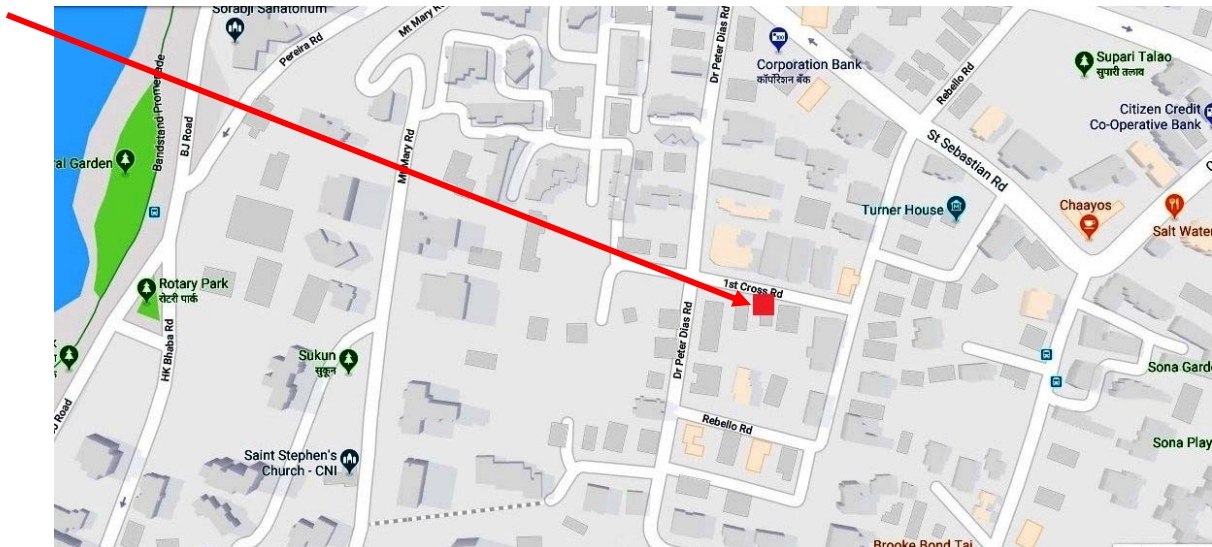 Sorabji Sanatorium
Pereira Rd
Mt Mary R
Bandstand Promenade
BJ Road
ral Garden
Mt Mary Rd
Dr Peter Dias Rd
Corporation Bank
कॉर्पोरेशन बँक
Rebello Rd
Supari Talao
सुपारी तलाव
Citizen Credit
Co-Operative Bank
St Sebastian Rd
Turner House
Chaayos
Salt Water
Rotary Park
रोटरी पार्क
1st Cross Rd
HK Bhaba Rd
Dr Peter Dias Rd
Sukun
सुकून
Sona Garde
Rebello Rd
J Road
Saint Stephen's
Church - CNI
Sona Play
Brooke Bond Taj